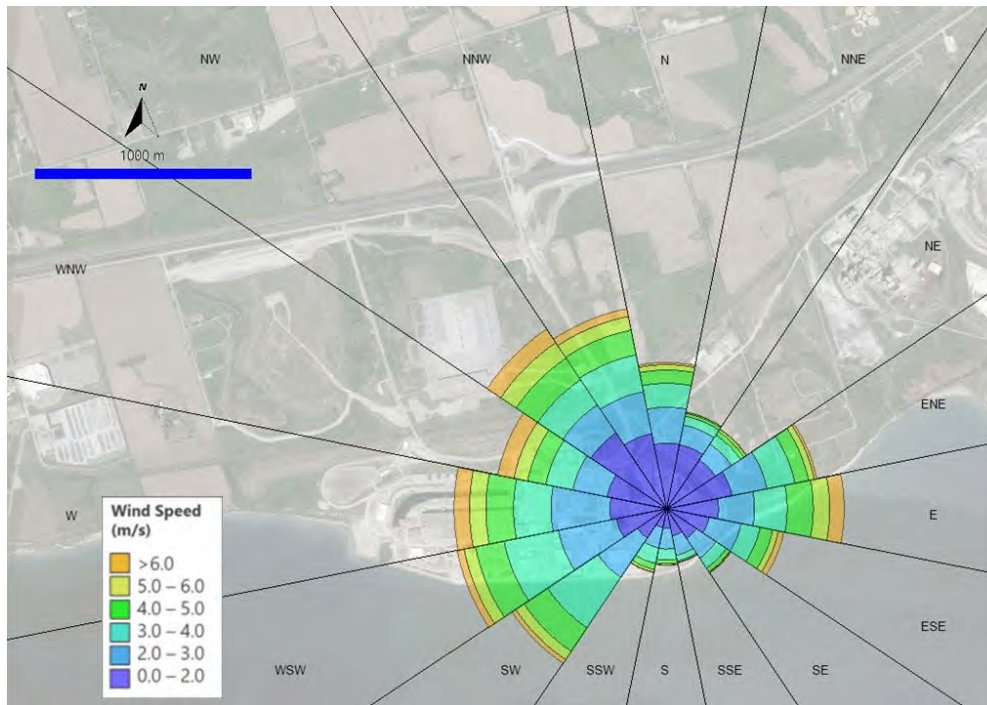 NW
NNW
N
NNE
N
1000 m
NE
WNW
ENE
W
E
Wind Speed
(m/s)
>6.0
5.0 – 6.0
4.0 – 5.0
3.0 – 4.0
2.0 – 3.0
0.0 – 2.0
ESE
WSW
SW
SSW
S
SSE
SE